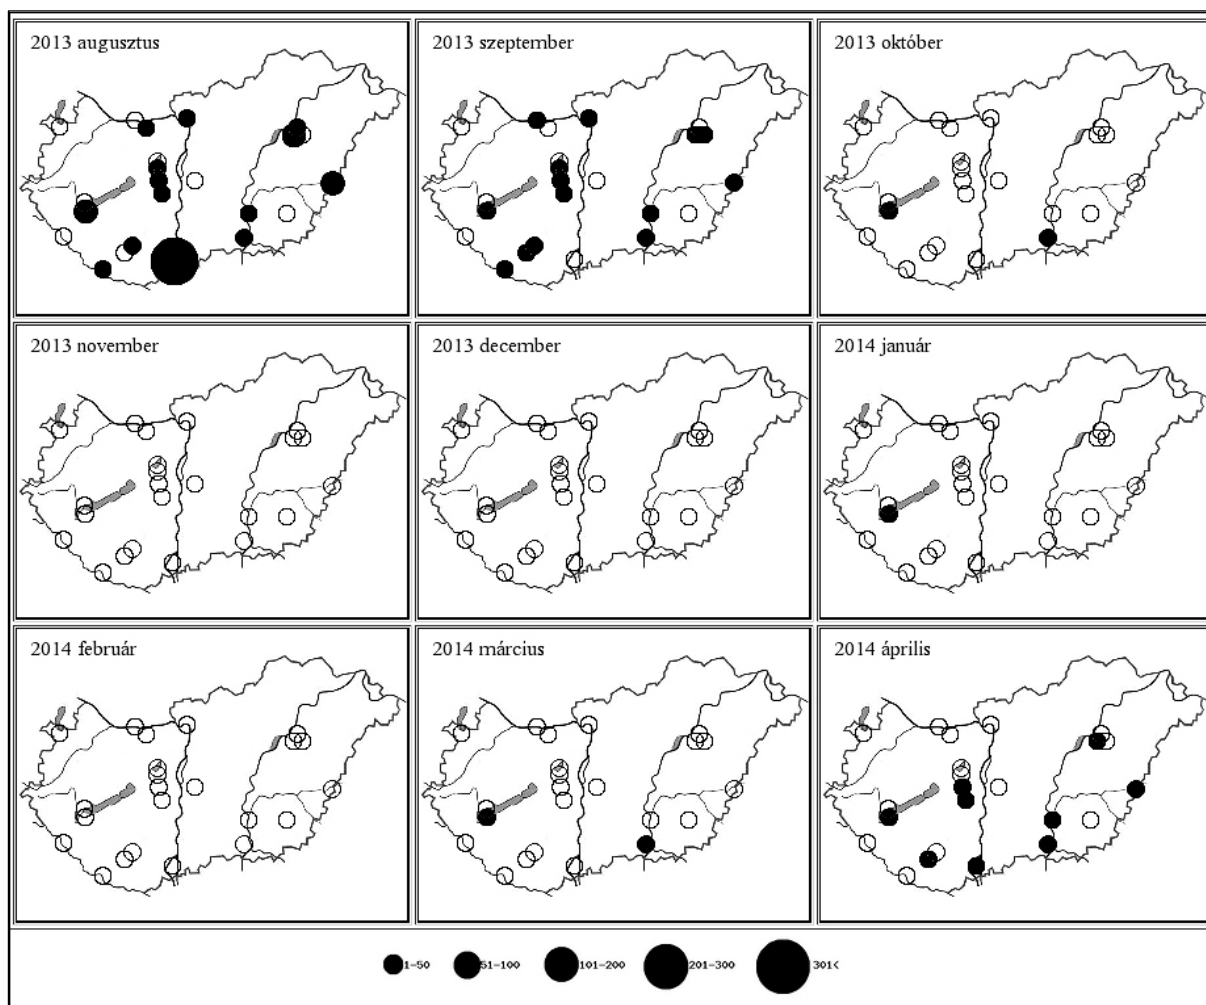 2013 augusztus
2013 szeptember
2013 október
2013 november
2013 december
2014 január
2014 február
2014 március
2014 április
1-50
51-100
101-200
201-300
301<